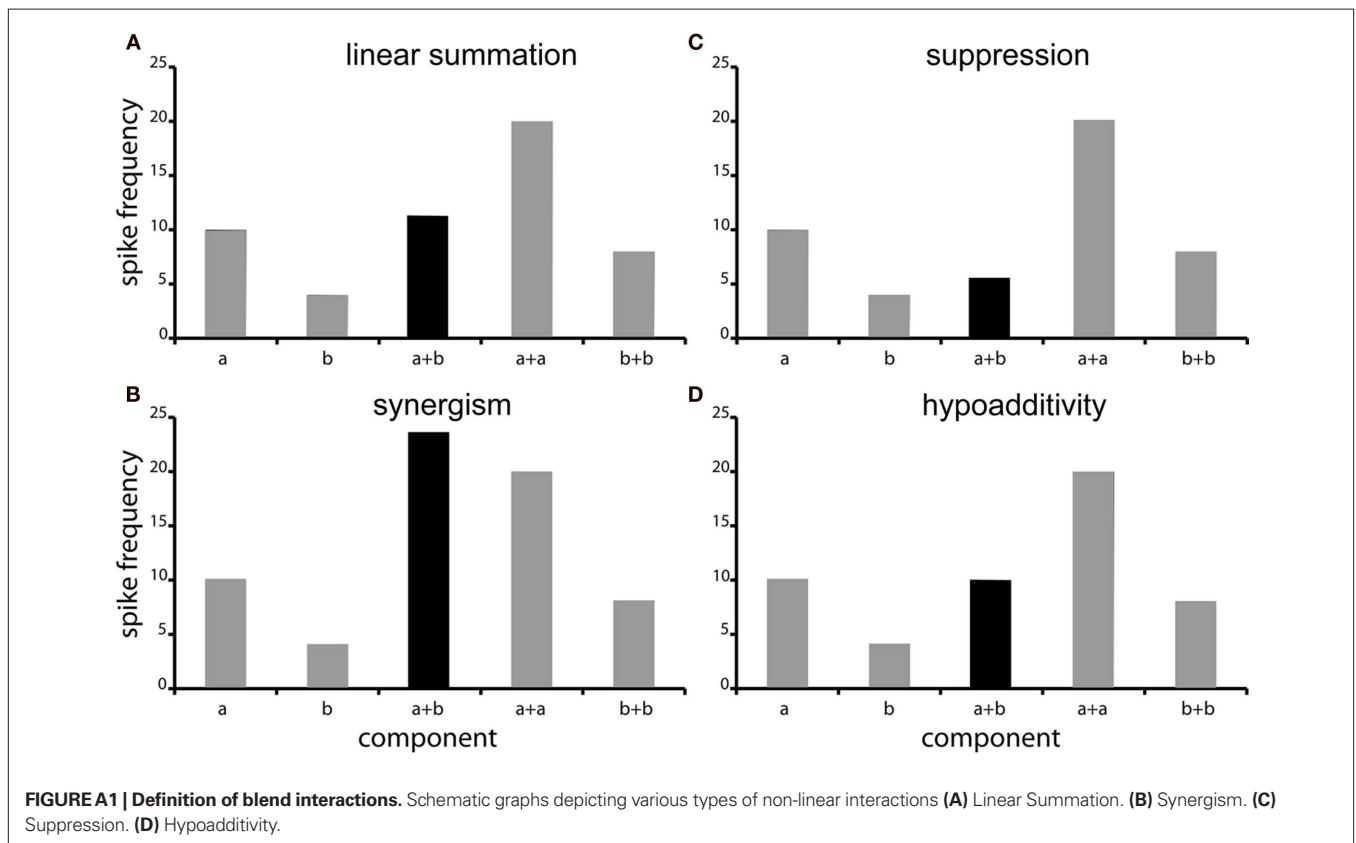 A
linear summation
25
20
15
10
5
0
spike frequency
a b a+b a+a b+b
C
suppression
25
20
15
10
5
0
a b a+b a+a b+b
B
synergism
25
20
15
10
5
0
spike frequency
a b a+b a+a b+b
component
D
hypoadditivity
25
20
15
10
5
0
a b a+b a+a b+b
component
FIGURE A1 | Definition of blend interactions. Schematic graphs depicting various types of non-linear interactions (A) Linear Summation. (B) Synergism. (C)
Suppression. (D) Hypoadditivity.